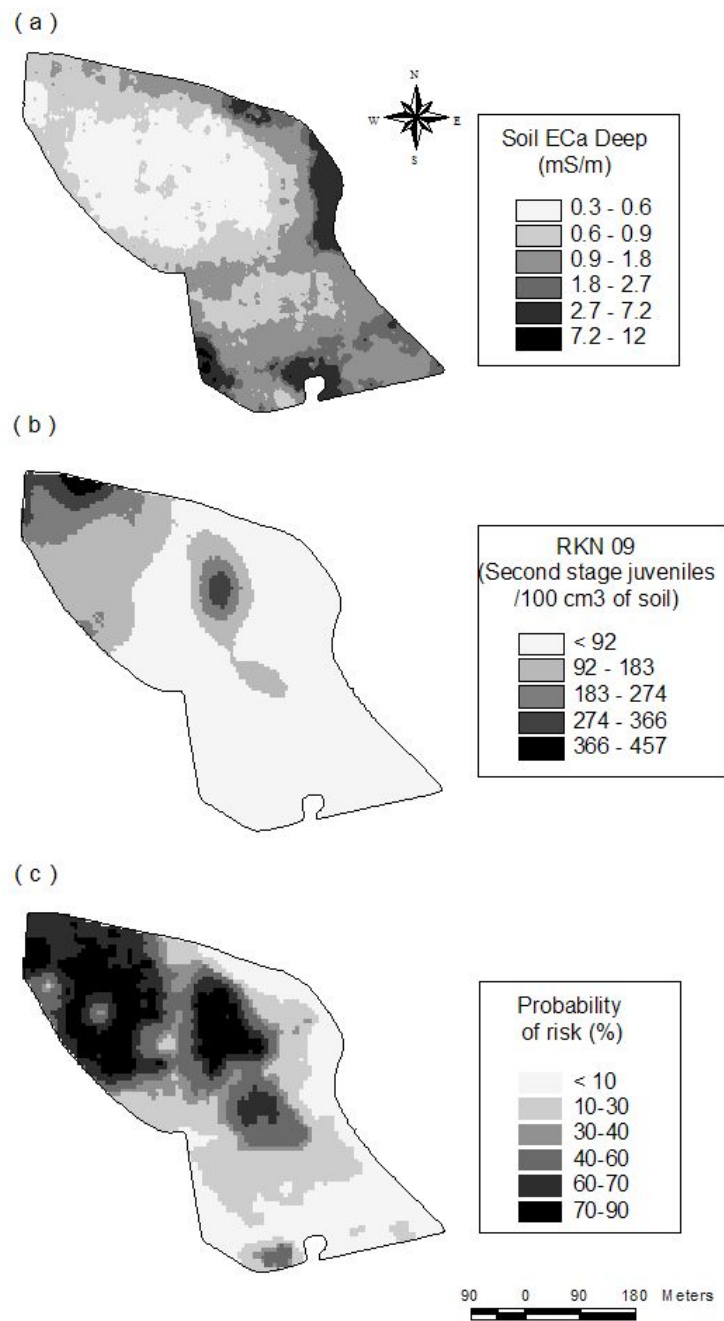 ( a )
N
W E
S
Soil ECa Deep
(mS/m)
0.3 - 0.6
0.6 - 0.9
0.9 - 1.8
1.8 - 2.7
2.7 - 7.2
7.2 - 12
( b )
RKN 09
(Second stage juveniles
/100 cm3 of soil)
< 92
92 - 183
183 - 274
274 - 366
366 - 457
( c )
Probability
of risk (%)
< 10
10-30
30-40
40-60
60-70
70-90
90 0 90 180 Meters